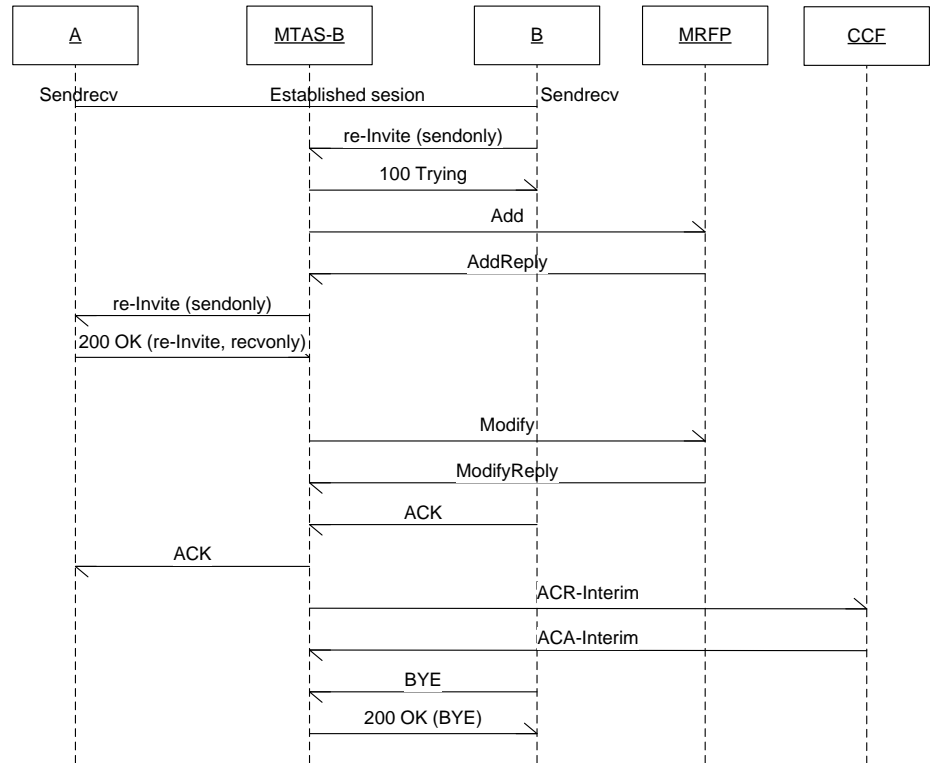 A
MTAS-B
B
MRFP
CCF
Sendrecv
Established sesion
Sendrecv
re-Invite (sendonly)
100 Trying
Add
AddReply
re-Invite (sendonly)
200 OK (re-Invite, recvonly)
Modify
ModifyReply
ACK
ACK
ACR-Interim
ACA-Interim
BYE
200 OK (BYE)